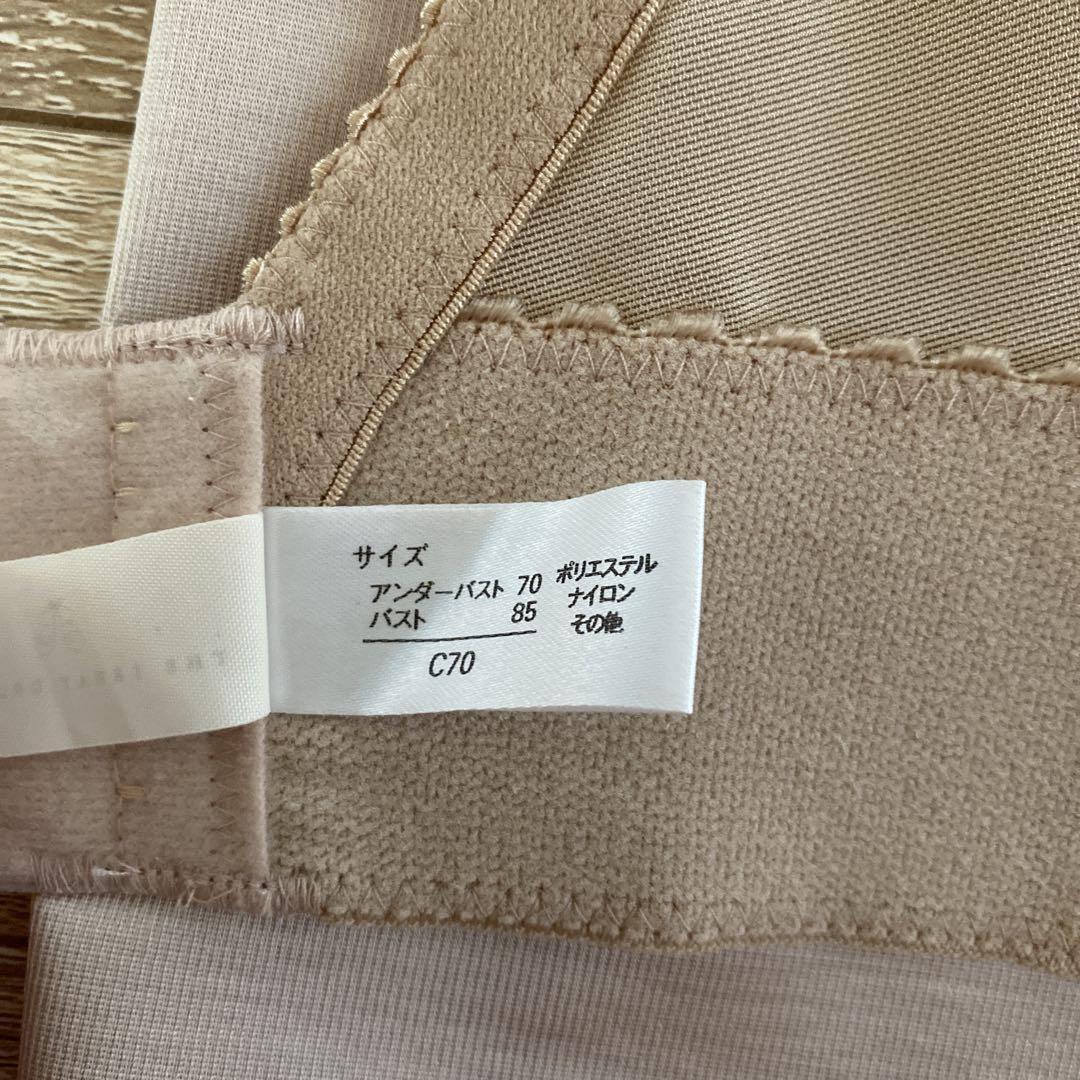 サイズ
アンダーバスト 70
バスト 85
C70
ポリエステル
ナイロン
その他